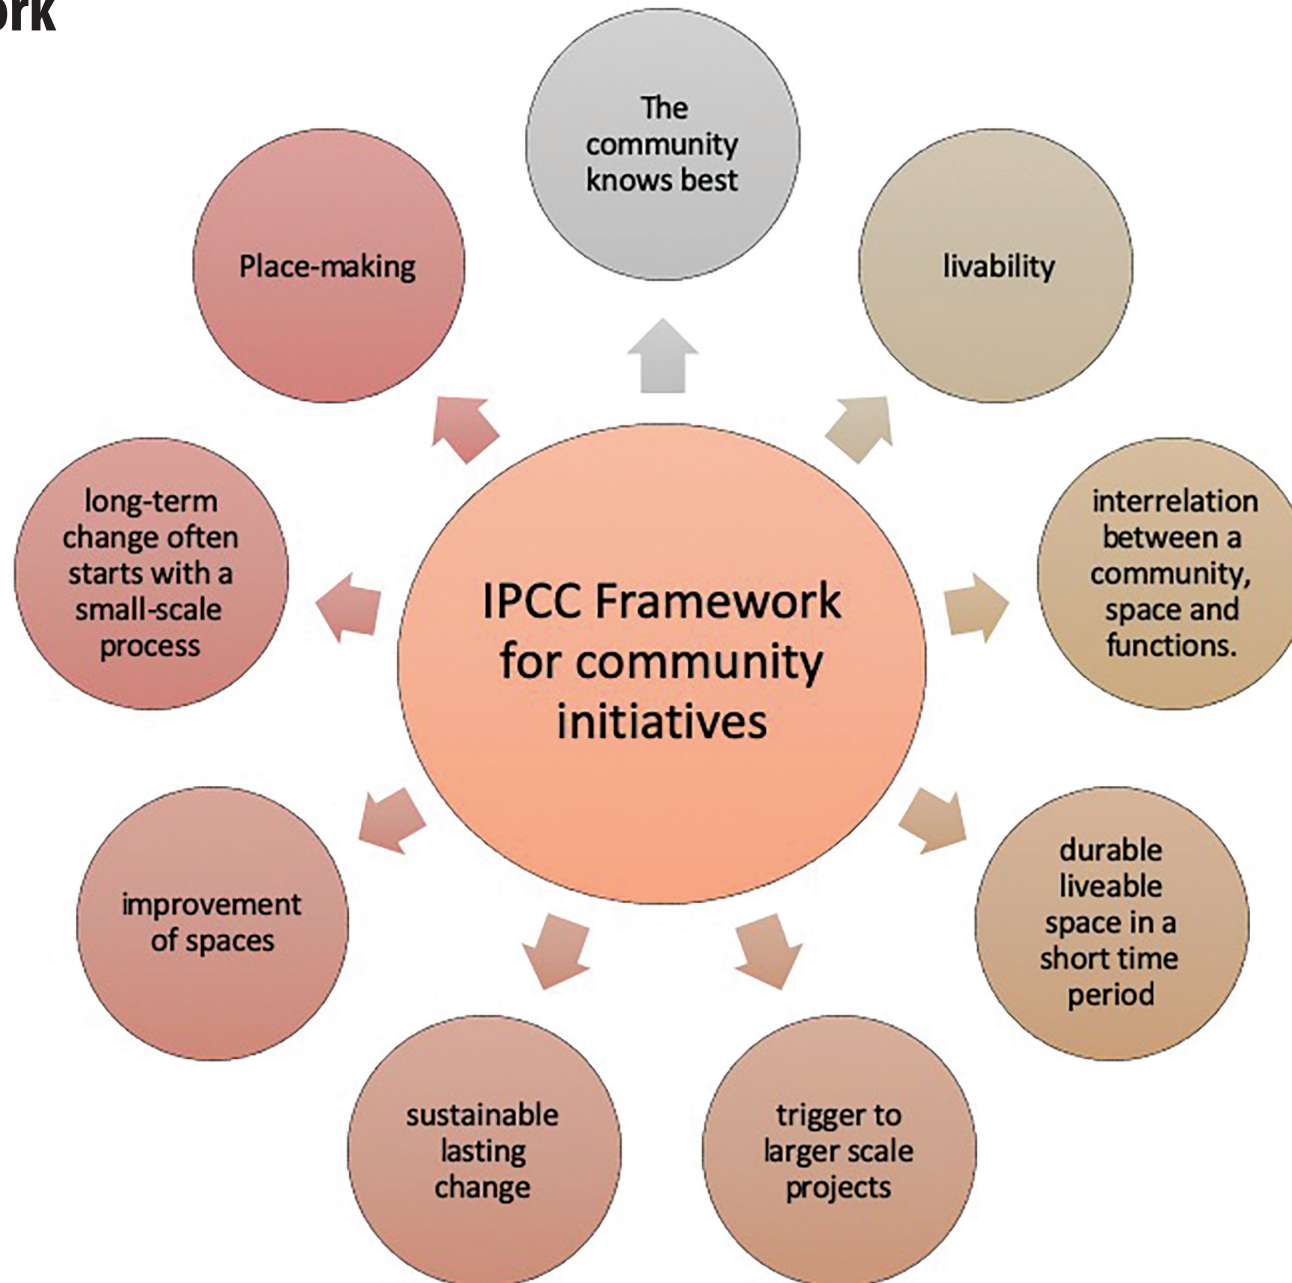 The
community
knows best
livability
interrelation
between a
community,
space and
functions.
durable
liveable
space in a
short time
period
trigger to
larger scale
projects
sustainable
lasting
change
improvement
of spaces
long-term
change often
starts with a
small-scale
process
Place-making
IPCC Framework
for community
initiatives